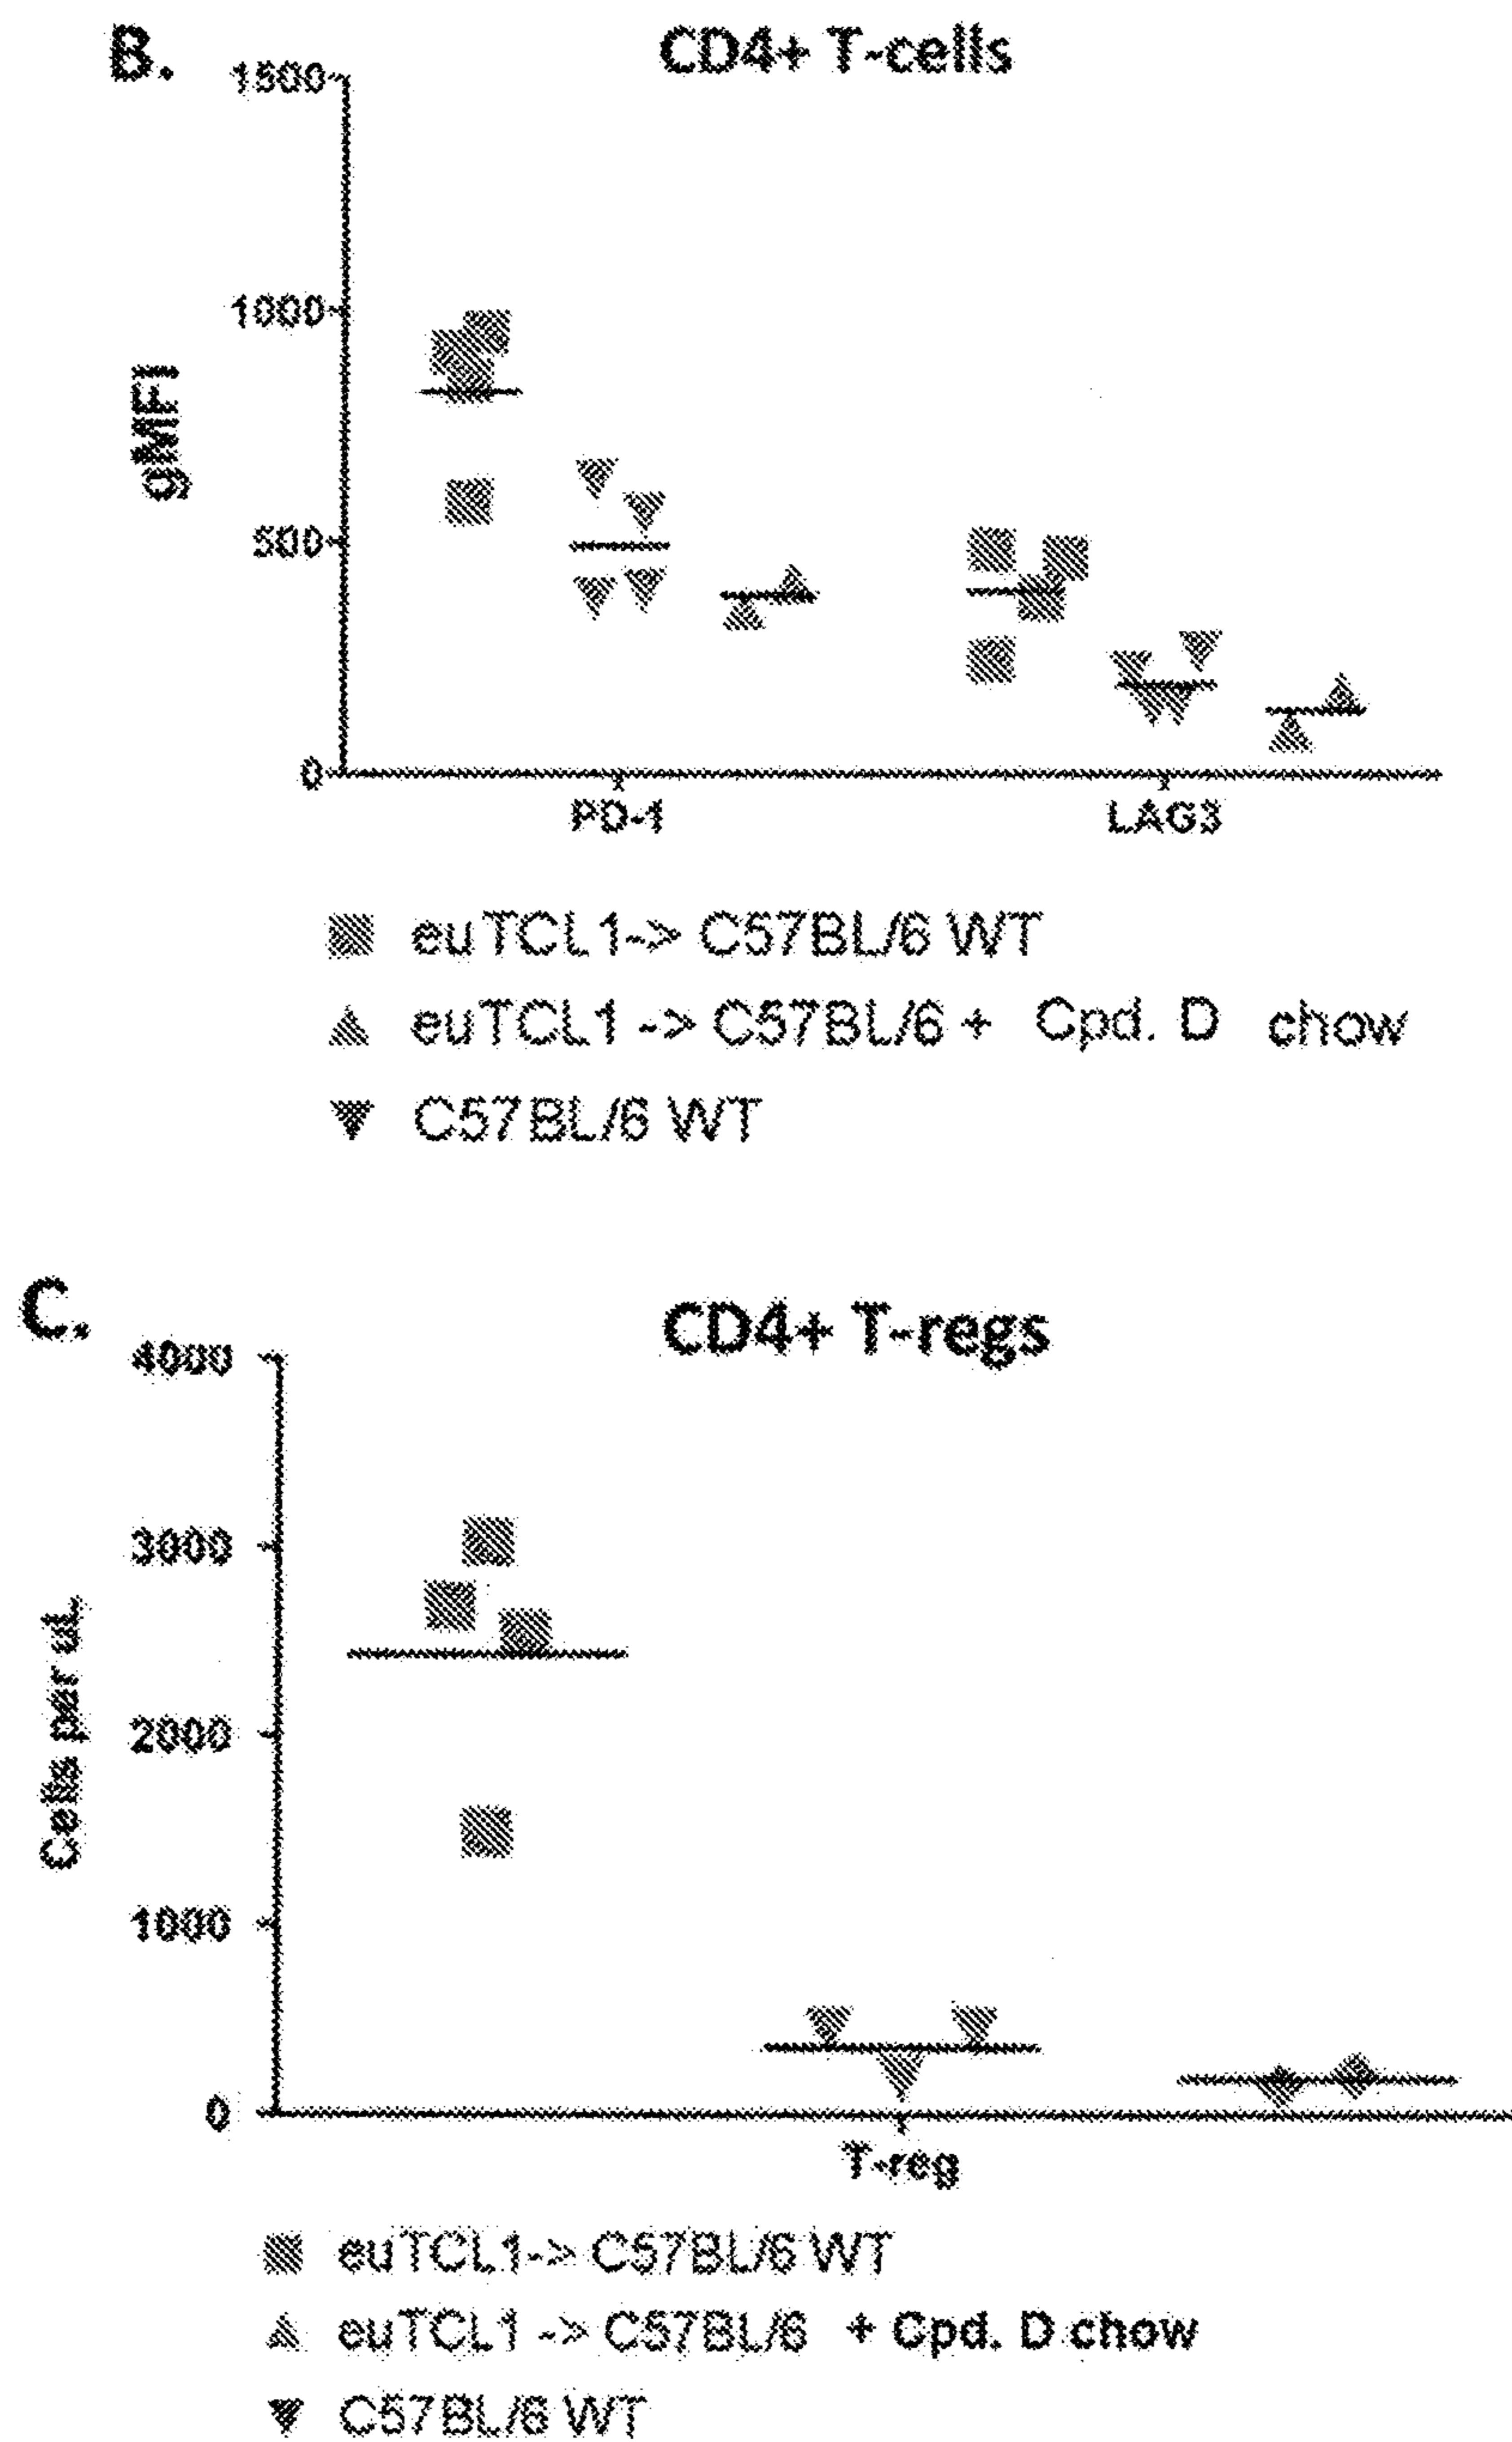 B.
CD4+ T-cells
1500
1000
500
0
gMFI
PD-1 LAG3
euTCL1-> C57BL/6 WT
euTCL1 -> C57BL/6 + Cpd. D chow
C57BL/6 WT
C.
CD4+ T-regs
4000
3000
2000
1000
0
Cells per uL
T-reg
euTCL1-> C57BL/6 WT
euTCL1 -> C57BL/6 + Cpd. D chow
C57BL/6 WT